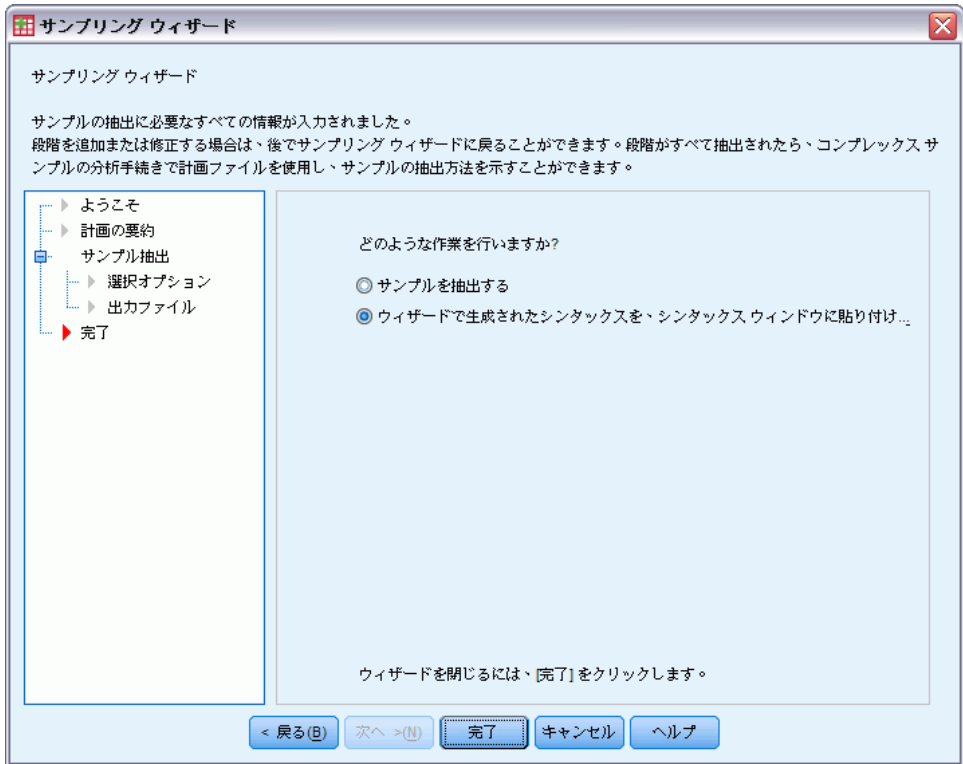 サンプリング ウィザード
サンプリング ウィザード
サンプルの抽出に必要なすべての情報が入力されました。
段階を追加または修正する場合は、後でサンプリング ウィザードに戻ることができます。段階がすべて抽出されたら、コンプレックス サ
ンプルの分析手続きで計画ファイルを使用し、サンプルの抽出方法を示すことができます。
ようこそ
計画の要約
サンプル抽出
選択オプション
出力ファイル
完了
どのような作業を行いますか?
サンプルを抽出する
ウィザードで生成されたシンタックスを、シンタックス ウィンドウに貼り付け...
ウィザードを閉じるには、[完了] をクリックします。
< 戻る(B)
次へ >(N)
完了
キャンセル
ヘルプ